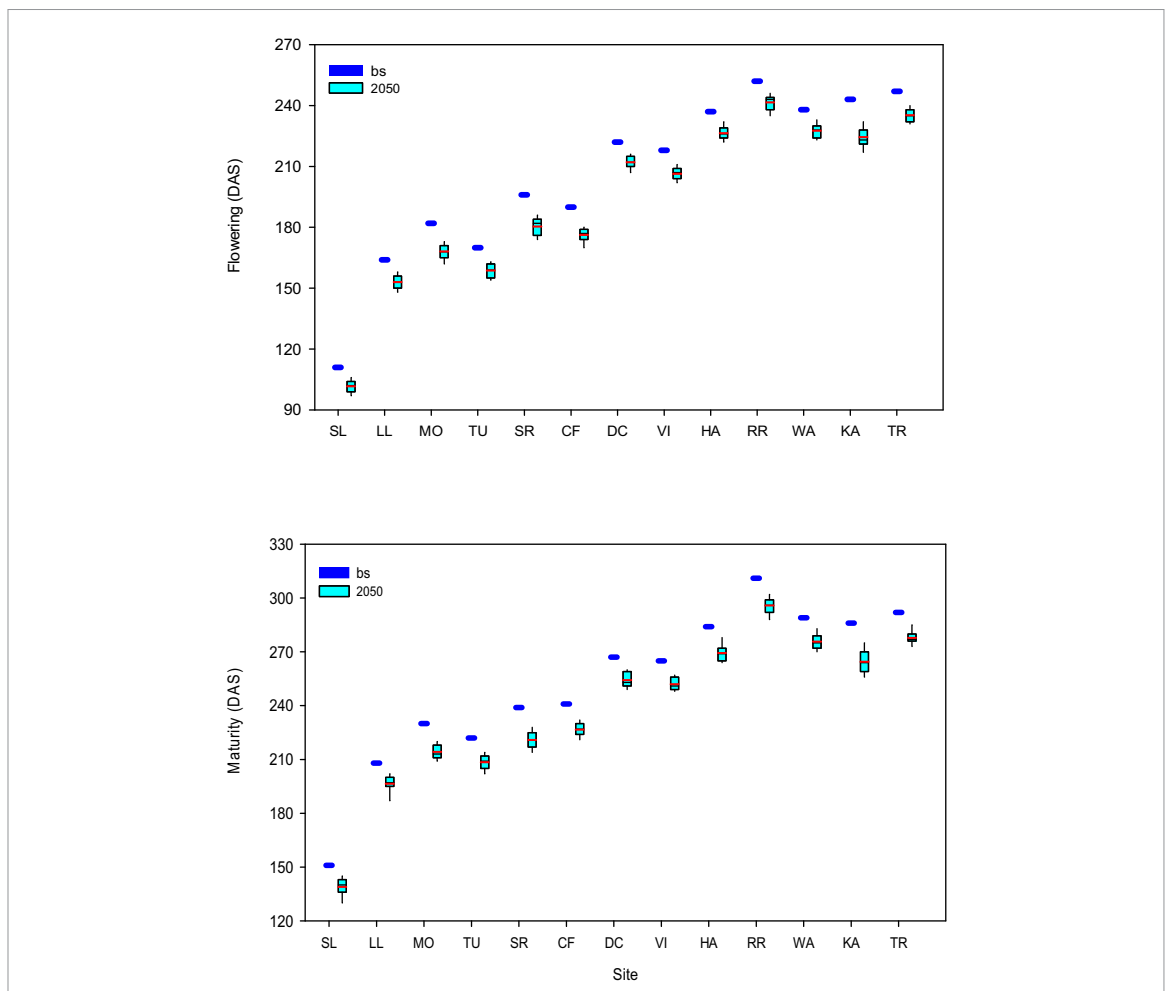 270
240
210
180
150
120
90
Flowering (DAS)
bs
2050
SL LL MO TU SR CF DC VI HA RR WA KA TR
330
300
270
240
210
180
150
120
Maturity (DAS)
bs
2050
SL LL MO TU SR CF DC VI HA RR WA KA TR
Site